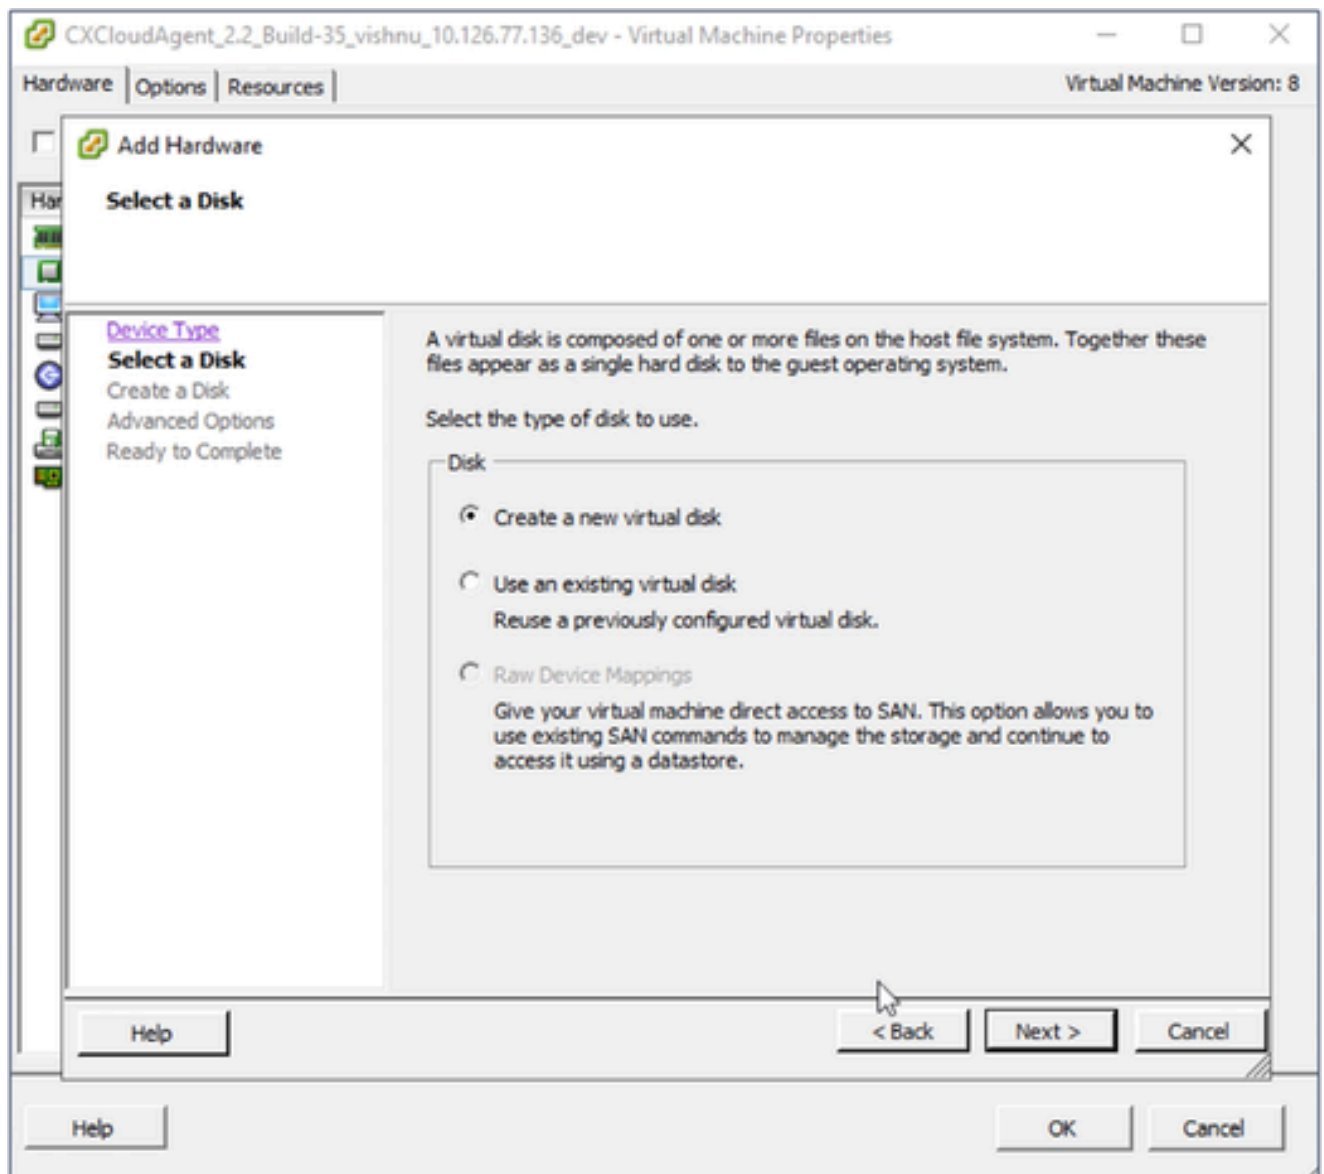 CXCloudAgent_2.2_Build-35_vishnu_10.126.77.136_dev - Virtual Machine Properties
Hardware Options Resources Virtual Machine Version: 8
Add Hardware
Select a Disk
Har
Device Type
Select a Disk
Create a Disk
Advanced Options
Ready to Complete
A virtual disk is composed of one or more files on the host file system. Together these
files appear as a single hard disk to the guest operating system.
Select the type of disk to use.
Disk
Create a new virtual disk
Use an existing virtual disk
Reuse a previously configured virtual disk.
Raw Device Mappings
Give your virtual machine direct access to SAN. This option allows you to
use existing SAN commands to manage the storage and continue to
access it using a datastore.
Help < Back Next > Cancel
Help OK Cancel